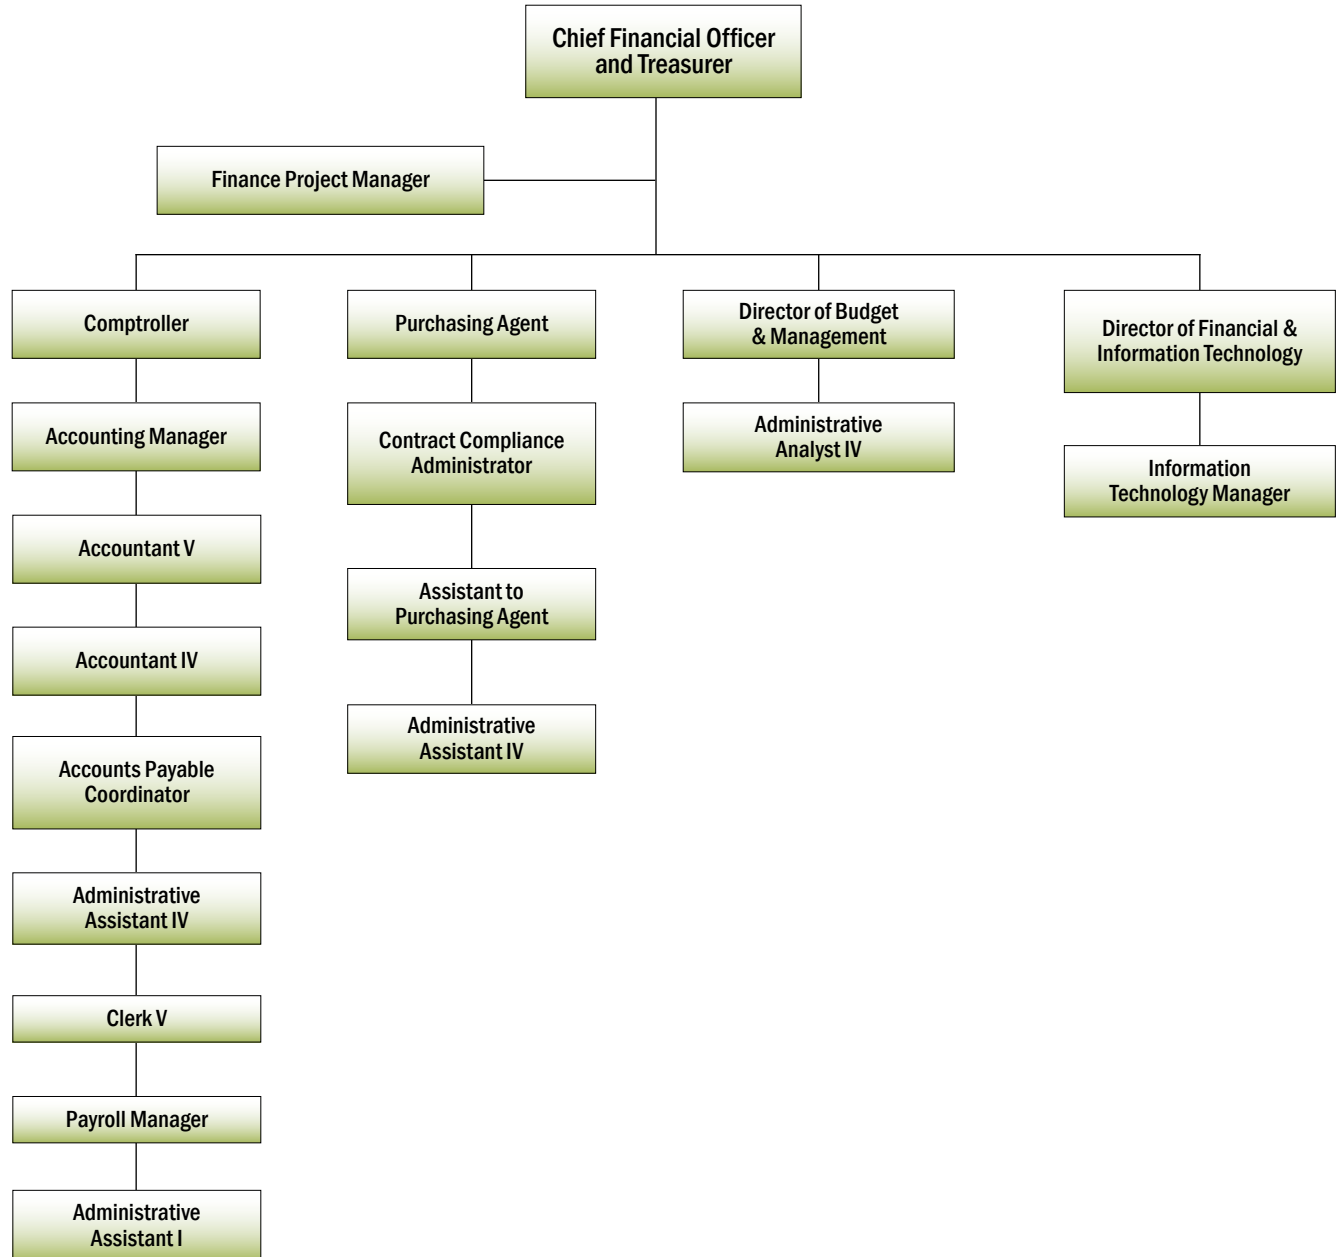 Chief Financial Officer
and Treasurer
Finance Project Manager
Comptroller
Purchasing Agent
Director of Budget
& Management
Director of Financial &
Information Technology
Accounting Manager
Contract Compliance
Administrator
Administrative
Analyst IV
Information
Technology Manager
Accountant V
Assistant to
Purchasing Agent
Accountant IV
Administrative
Assistant IV
Accounts Payable
Coordinator
Administrative
Assistant IV
Clerk V
Payroll Manager
Administrative
Assistant I